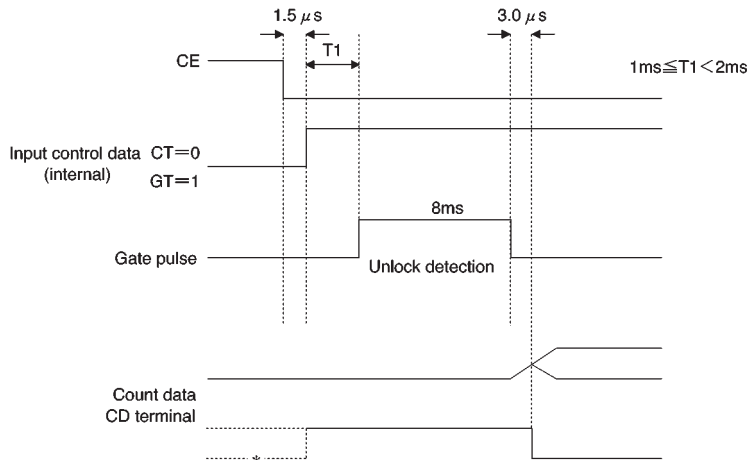 1.5 μs
3.0 μs
T1
CE
1ms≦T1<2ms
Input control data CT=0
(internal)
GT=1
8ms
Gate pulse
Unlock detection
Count data
CD terminal
*